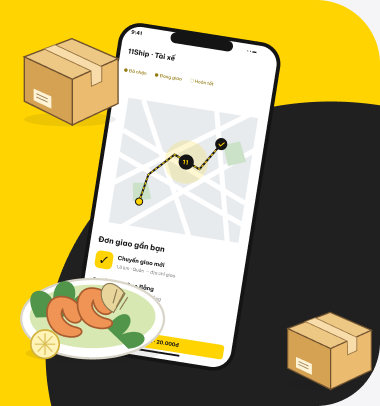 9:41
11Ship · Tài xế
Đã nhận
Đang giao
Hoàn tất
11
Đơn giao gần bạn
Chuyến giao mới
20.000đ